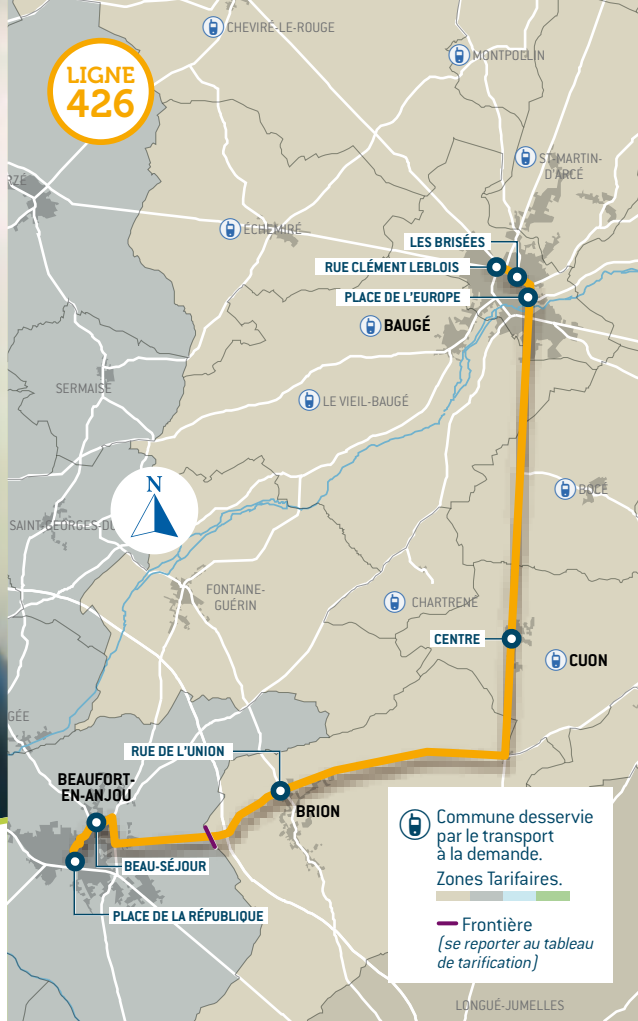 CHEVIRÉ-LE-ROUGE
MONTPOLLIN
LIGNE
426
ST-MARTIN-
D'ARCÉ
RZÉ
ÉCHEMIRÉ
LES BRISÉES
RUE CLÉMENT LEBLOIS
PLACE DE L'EUROPE
BAUGÉ
SERMAISE
LE VIEIL-BAUGÉ
N
BOCÉ
SAINT-GEORGES-DU
FONTAINE-
GUÉRIN
CHARTRENÉ
CENTRE
CUON
GÉE
RUE DE L'UNION
BEAUFORT-
EN-ANJOU
BRION
BEAU-SÉJOUR
PLACE DE LA RÉPUBLIQUE
Commune desservie
par le transport
à la demande.
Zones Tarifaires.
Frontière
(se reporter au tableau
de tarification)
LONGUÉ-JUMELLES